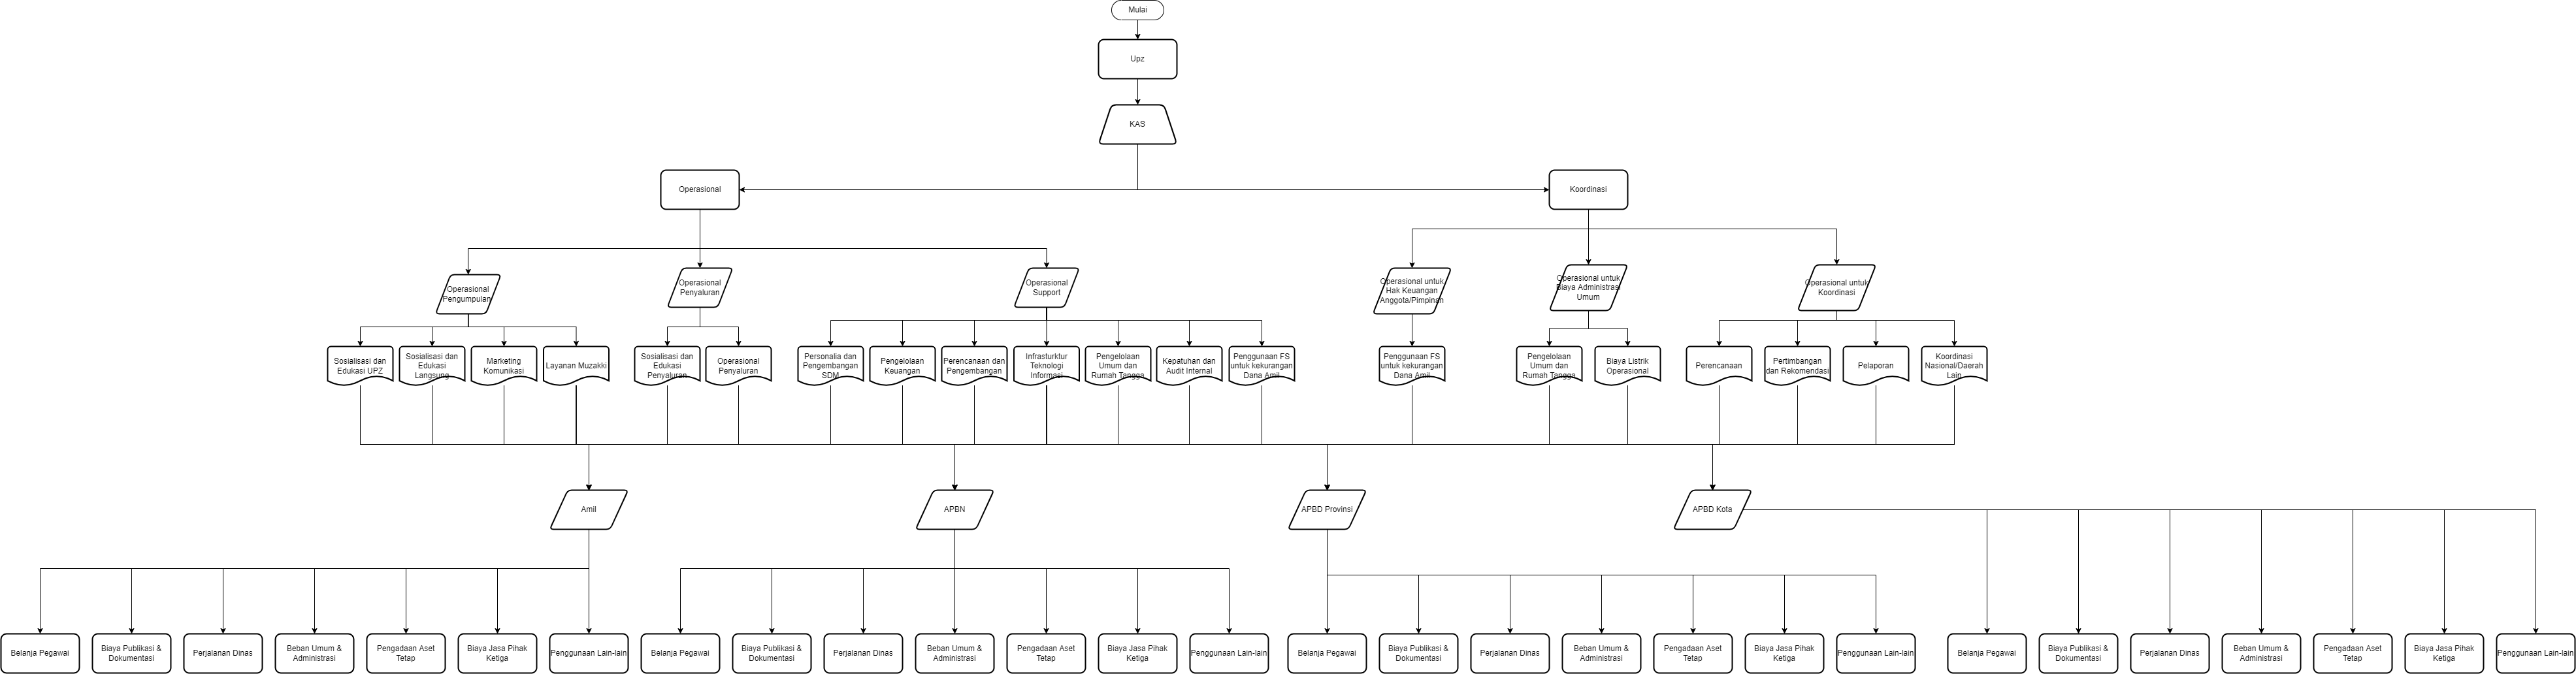 Mulai
Upz
KAS
Operasional
Koordinasi
Operasional
Pengumpulan
Operasional
Penyaluran
Operasional
Support
Operasional untuk
Hak Keuangan
Anggota/Pimpinan
Operasional untuk
Biaya Administrasi
Umum
Operasional untuk
Koordinasi
Sosialisasi dan
Edukasi UPZ
Sosialisasi dan
Edukasi
Langsung
Marketing
Komunikasi
Layanan Muzakki
Sosialisasi dan
Edukasi
Penyaluran
Operasional
Penyaluran
Personalia dan
Pengembangan
SDM
Pengelolaan
Keuangan
Perencanaan dan
Pengembangan
Infrasturktur
Teknologi
Informasi
Pengelolaan
Umum dan
Rumah Tangga
Kepatuhan dan
Audit Internal
Penggunaan FS
untuk kekurangan
Dana Amil
Penggunaan FS
untuk kekurangan
Dana Amil
Pengelolaan
Umum dan
Rumah Tangga
Biaya Listrik
Operasional
Perencanaan
Pertimbangan
dan Rekomendasi
Pelaporan
Koordinasi
Nasional/Daerah
Lain
Amil
APBN
APBD Provinsi
APBD Kota
Belanja Pegawai
Biaya Publikasi &
Dokumentasi
Perjalanan Dinas
Beban Umum &
Administrasi
Pengadaan Aset
Tetap
Biaya Jasa Pihak
Ketiga
Penggunaan Lain-lain
Belanja Pegawai
Biaya Publikasi &
Dokumentasi
Perjalanan Dinas
Beban Umum &
Administrasi
Pengadaan Aset
Tetap
Biaya Jasa Pihak
Ketiga
Penggunaan Lain-lain
Belanja Pegawai
Biaya Publikasi &
Dokumentasi
Perjalanan Dinas
Beban Umum &
Administrasi
Pengadaan Aset
Tetap
Biaya Jasa Pihak
Ketiga
Penggunaan Lain-lain
Belanja Pegawai
Biaya Publikasi &
Dokumentasi
Perjalanan Dinas
Beban Umum &
Administrasi
Pengadaan Aset
Tetap
Biaya Jasa Pihak
Ketiga
Penggunaan Lain-lain